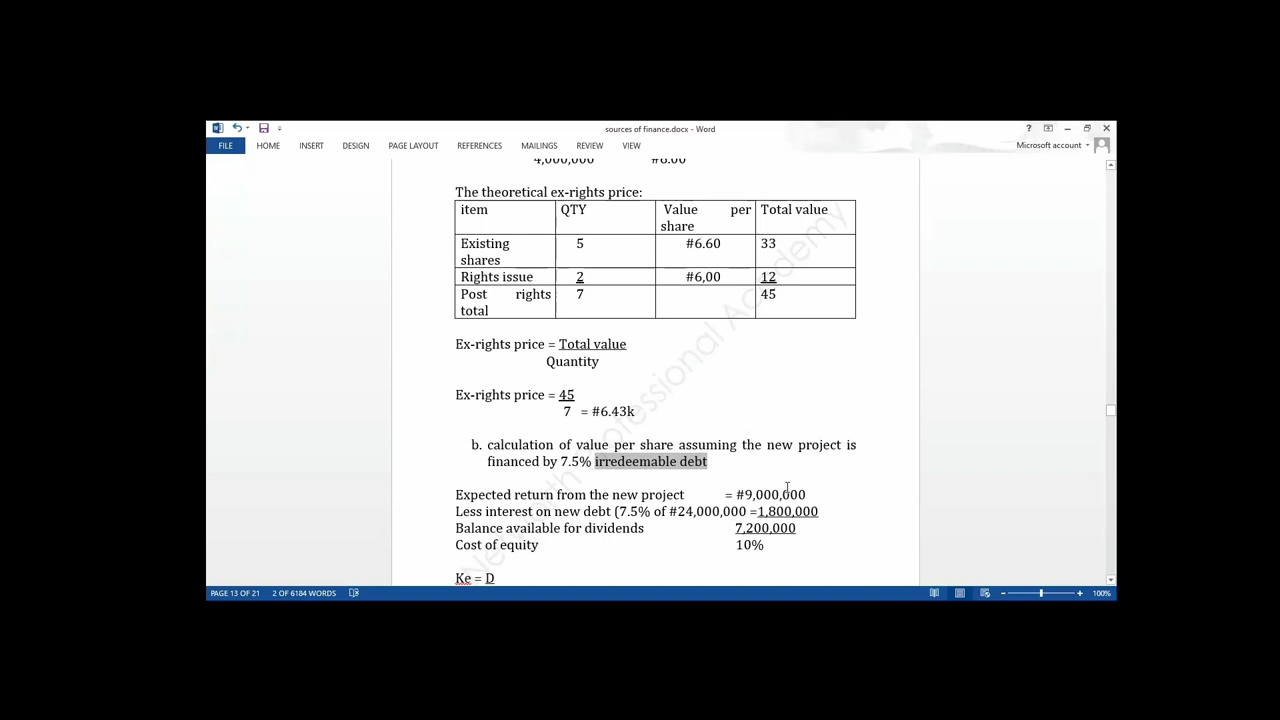 sources of finance.docx - Word
FILE HOME INSERT DESIGN PAGE LAYOUT REFERENCES MAILINGS REVIEW VIEW Microsoft account
4,000,000 #6.00
The theoretical ex-rights price:
item QTY Value per share Total value
Existing shares 5 #6.60 33
Rights issue 2 #6,00 12
Post rights total 7 45
Ex-rights price = Total value
Quantity
Ex-rights price = 45
7 = #6.43k
b. calculation of value per share assuming the new project is
financed by 7.5% irredeemable debt
Expected return from the new project = #9,000,000
Less interest on new debt (7.5% of #24,000,000 =1,800,000
Balance available for dividends 7,200,000
Cost of equity 10%
Ke = D
PAGE 13 OF 21 2 OF 6184 WORDS 100%